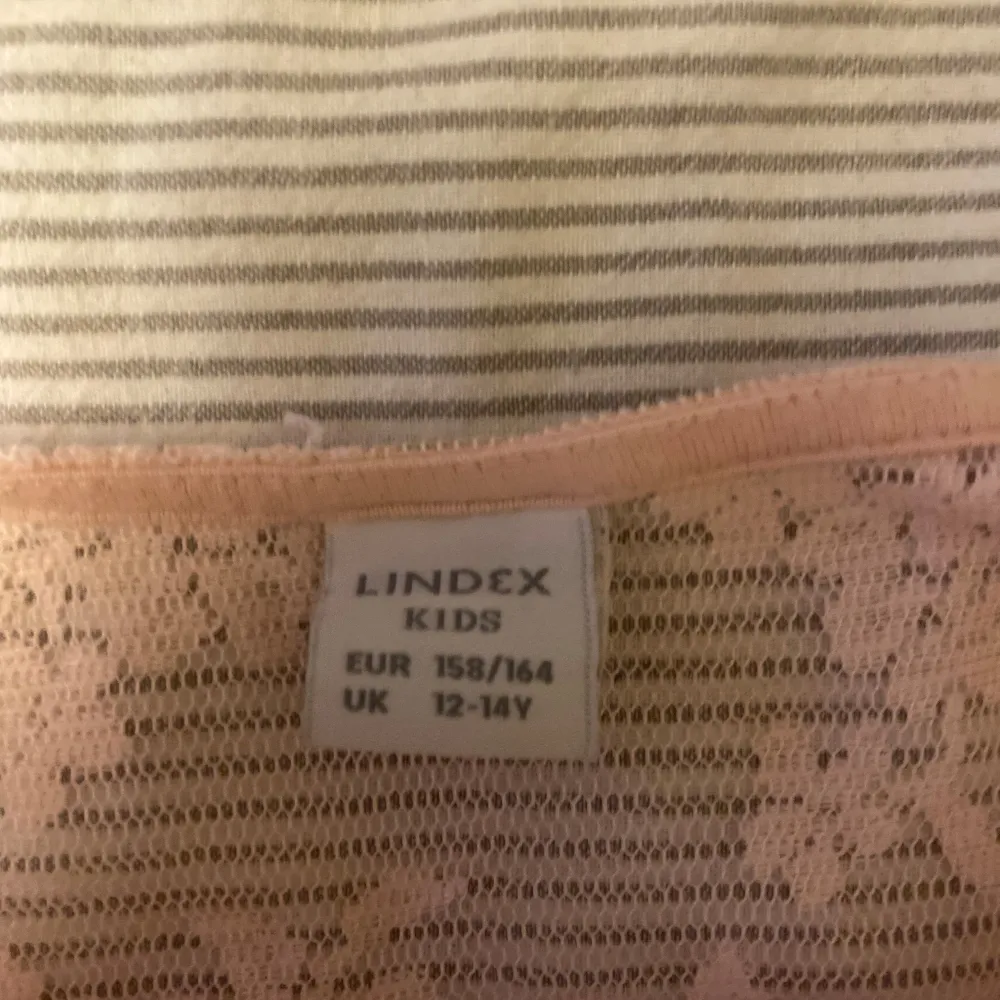 LINDEX
KIDS
EUR 158/164
UK 12-14Y